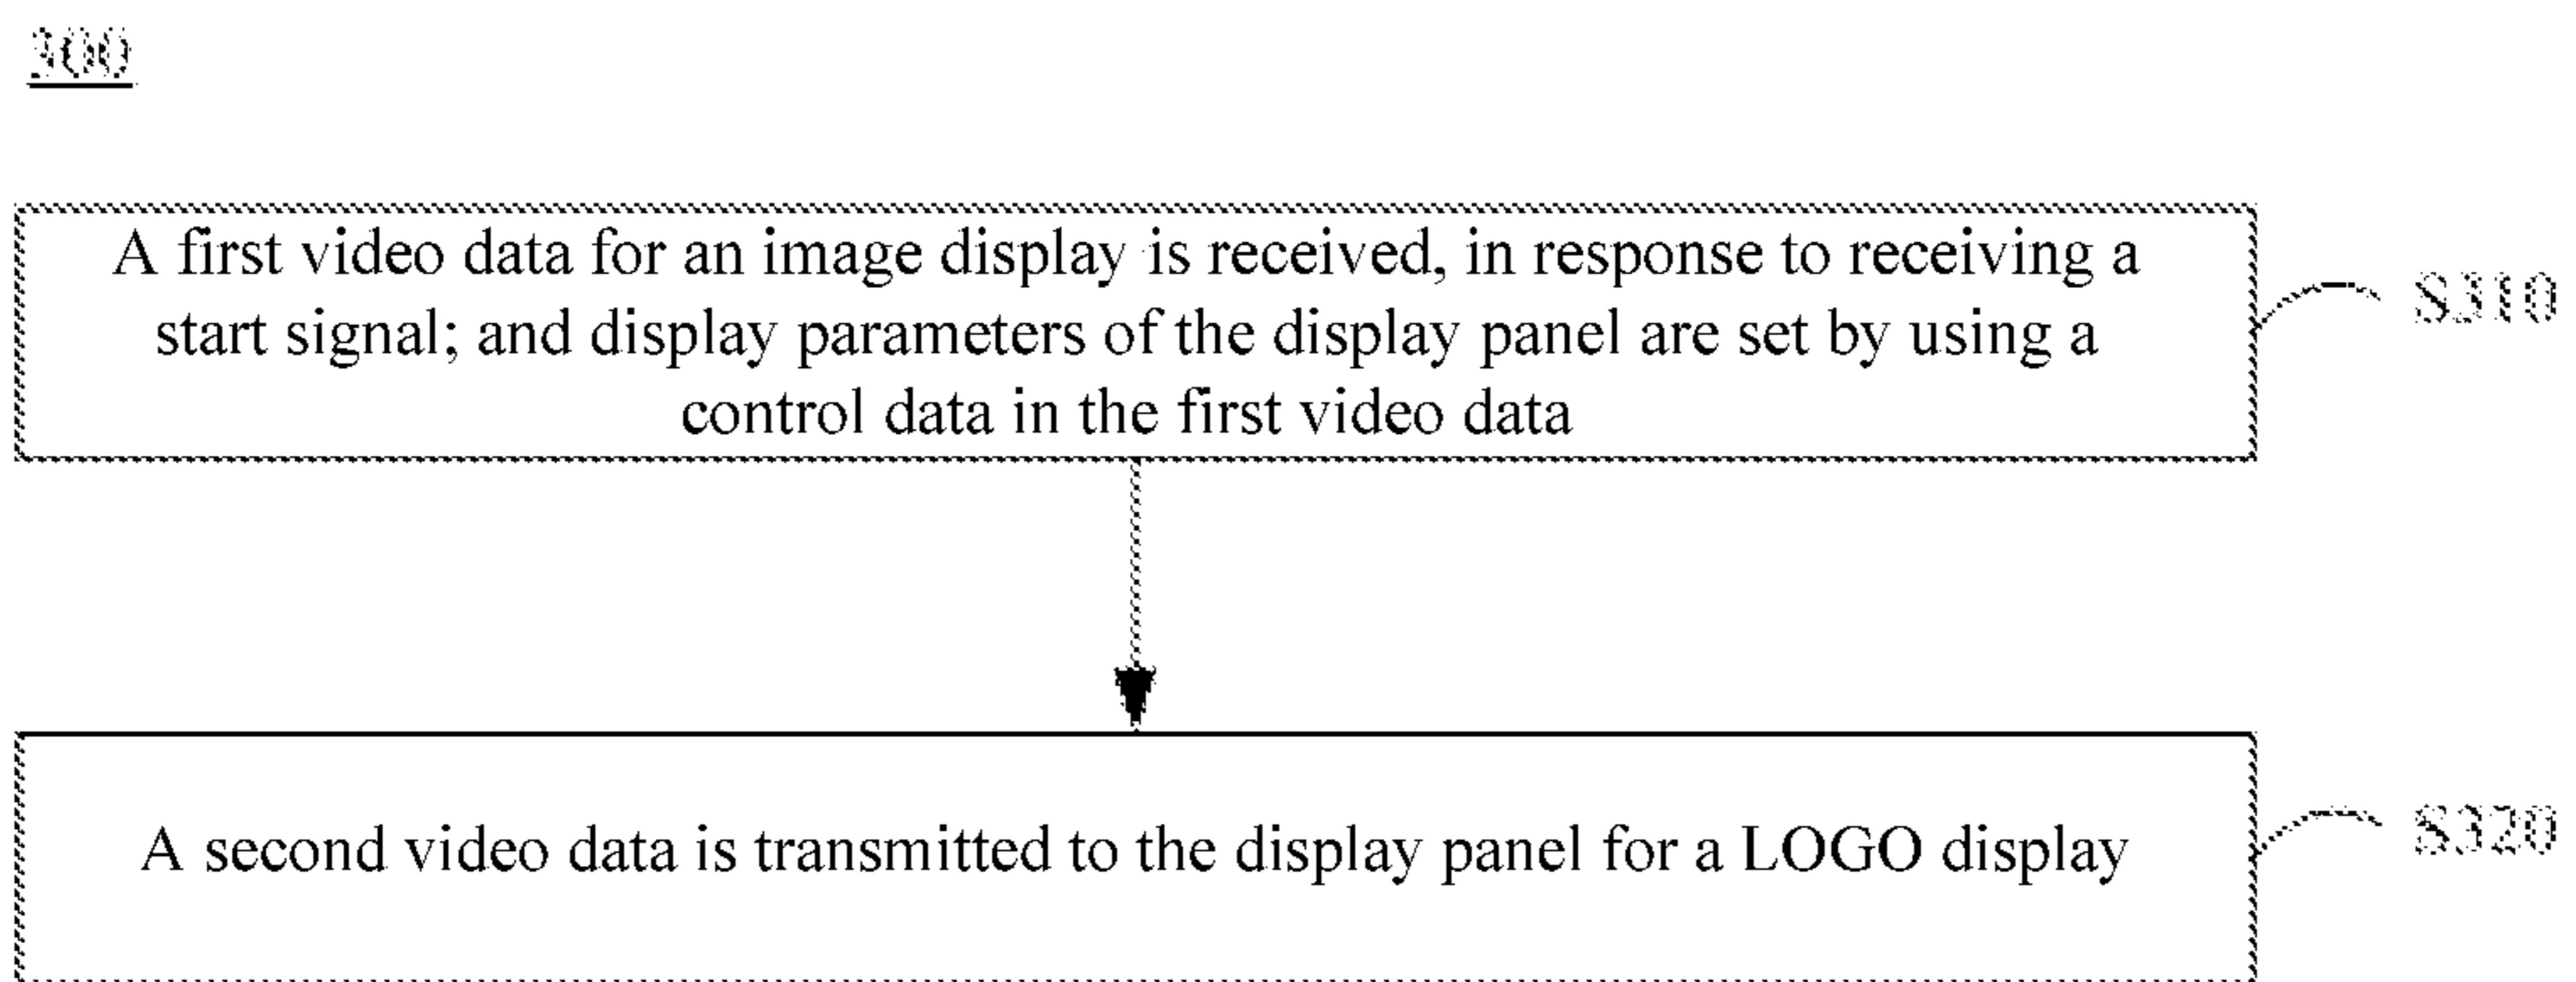 300
A first video data for an image display is received, in response to receiving a
start signal; and display parameters of the display panel are set by using a
control data in the first video data
S310
A second video data is transmitted to the display panel for a LOGO display
S320